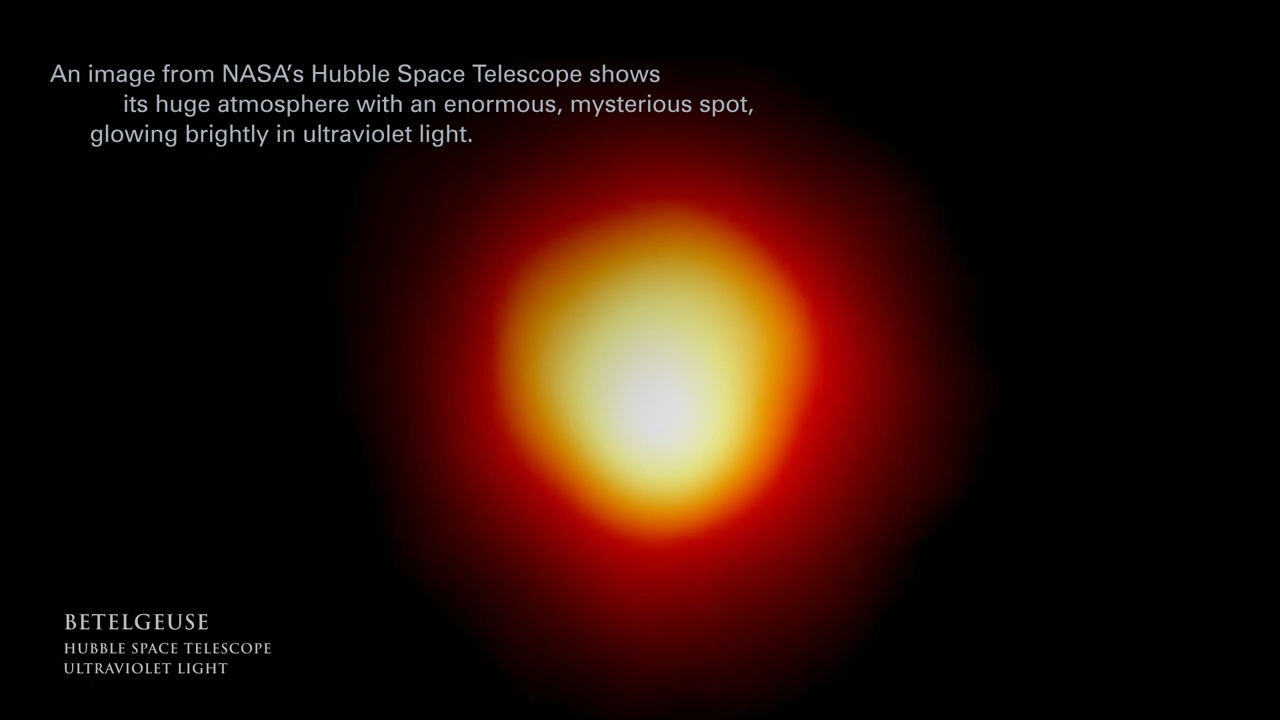 An image from NASA’s Hubble Space Telescope shows
its huge atmosphere with an enormous, mysterious spot,
glowing brightly in ultraviolet light.
BETELGEUSE
HUBBLE SPACE TELESCOPE
ULTRAVIOLET LIGHT